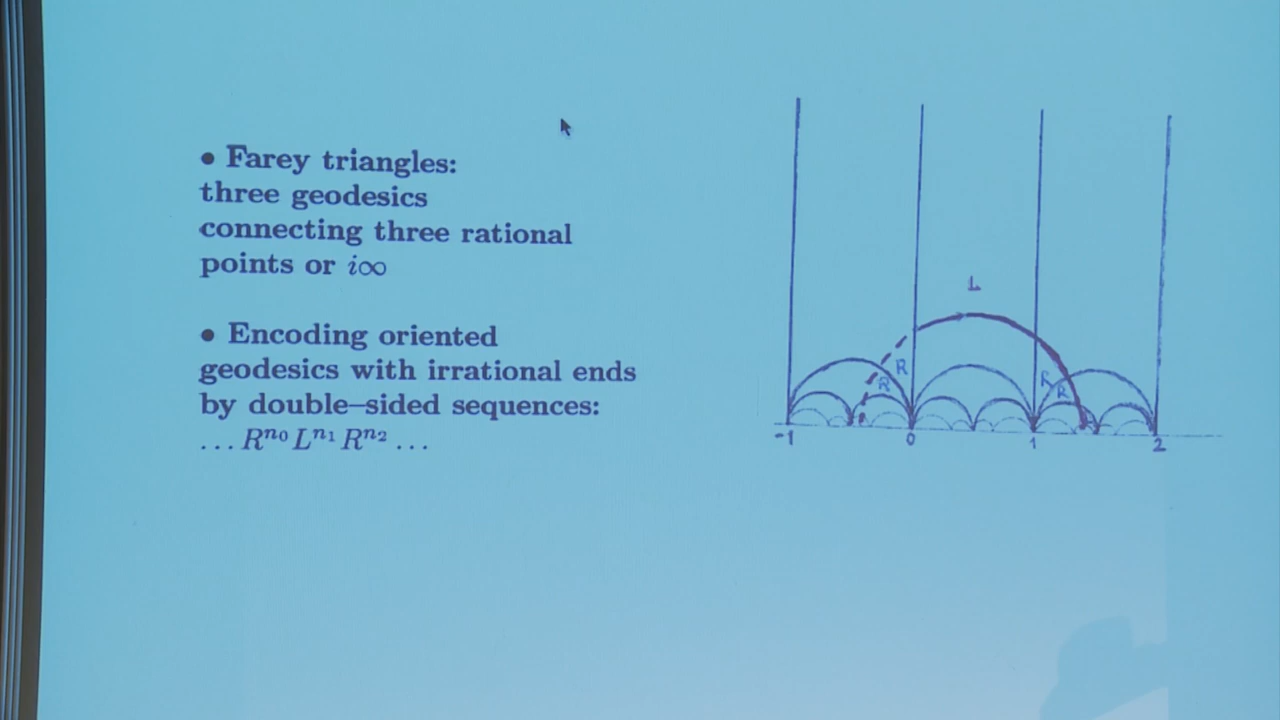 • Farey triangles:
three geodesics
connecting three rational
points or i∞
• Encoding oriented
geodesics with irrational ends
by double–sided sequences:
... R^{n_0} L^{n_1} R^{n_2} ...
L
R
R
R
R
-1 0 1 2